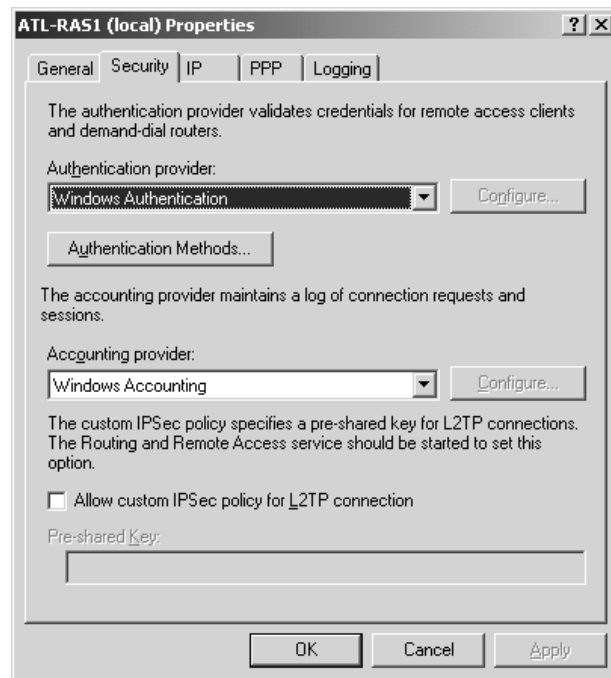 ATL-RAS1 (local) Properties
General Security IP PPP Logging
The authentication provider validates credentials for remote access clients
and demand-dial routers.
Authentication provider:
Windows Authentication Configure...
Authentication Methods...
The accounting provider maintains a log of connection requests and
sessions.
Accounting provider:
Windows Accounting Configure...
The custom IPSec policy specifies a pre-shared key for L2TP connections.
The Routing and Remote Access service should be started to set this
option.
Allow custom IPSec policy for L2TP connection
Pre-shared Key:
OK Cancel Apply